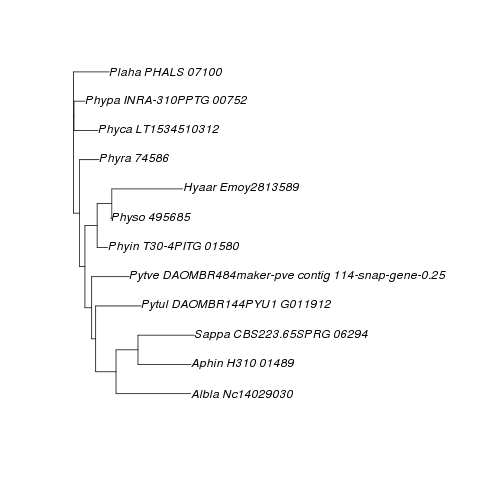 Plaha PHALS 07100
Phypa INRA-310PPTG 00752
Phyca LT1534510312
Phyra 74586
Hyaar Emoy2813589
Physo 495685
Phyin T30-4PITG 01580
Pytve DAOMBR484maker-pve contig 114-snap-gene-0.25
Pytul DAOMBR144PYU1 G011912
Sappa CBS223.65SPRG 06294
Aphin H310 01489
Albla Nc14029030